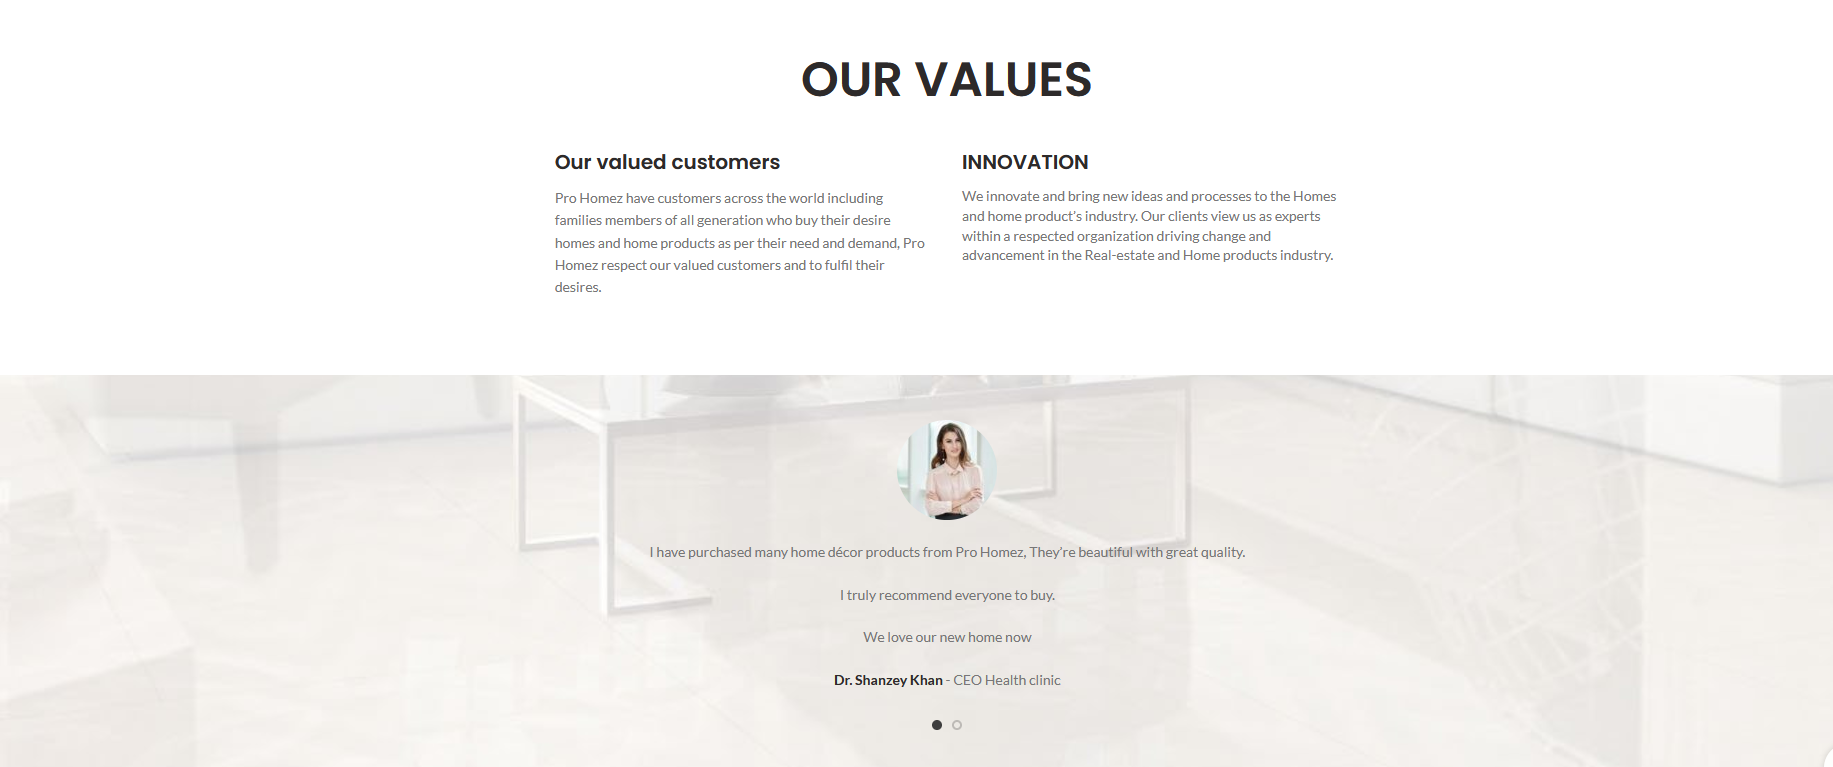 OUR VALUES
Our valued customers
Pro Homez have customers across the world including
families members of all generation who buy their desire
homes and home products as per their need and demand, Pro
Homez respect our valued customers and to fulfil their
desires.
INNOVATION
We innovate and bring new ideas and processes to the Homes
and home product’s industry. Our clients view us as experts
within a respected organization driving change and
advancement in the Real-estate and Home products industry.
I have purchased many home décor products from Pro Homez, They’re beautiful with great quality.
I truly recommend everyone to buy.
We love our new home now
Dr. Shanzey Khan - CEO Health clinic